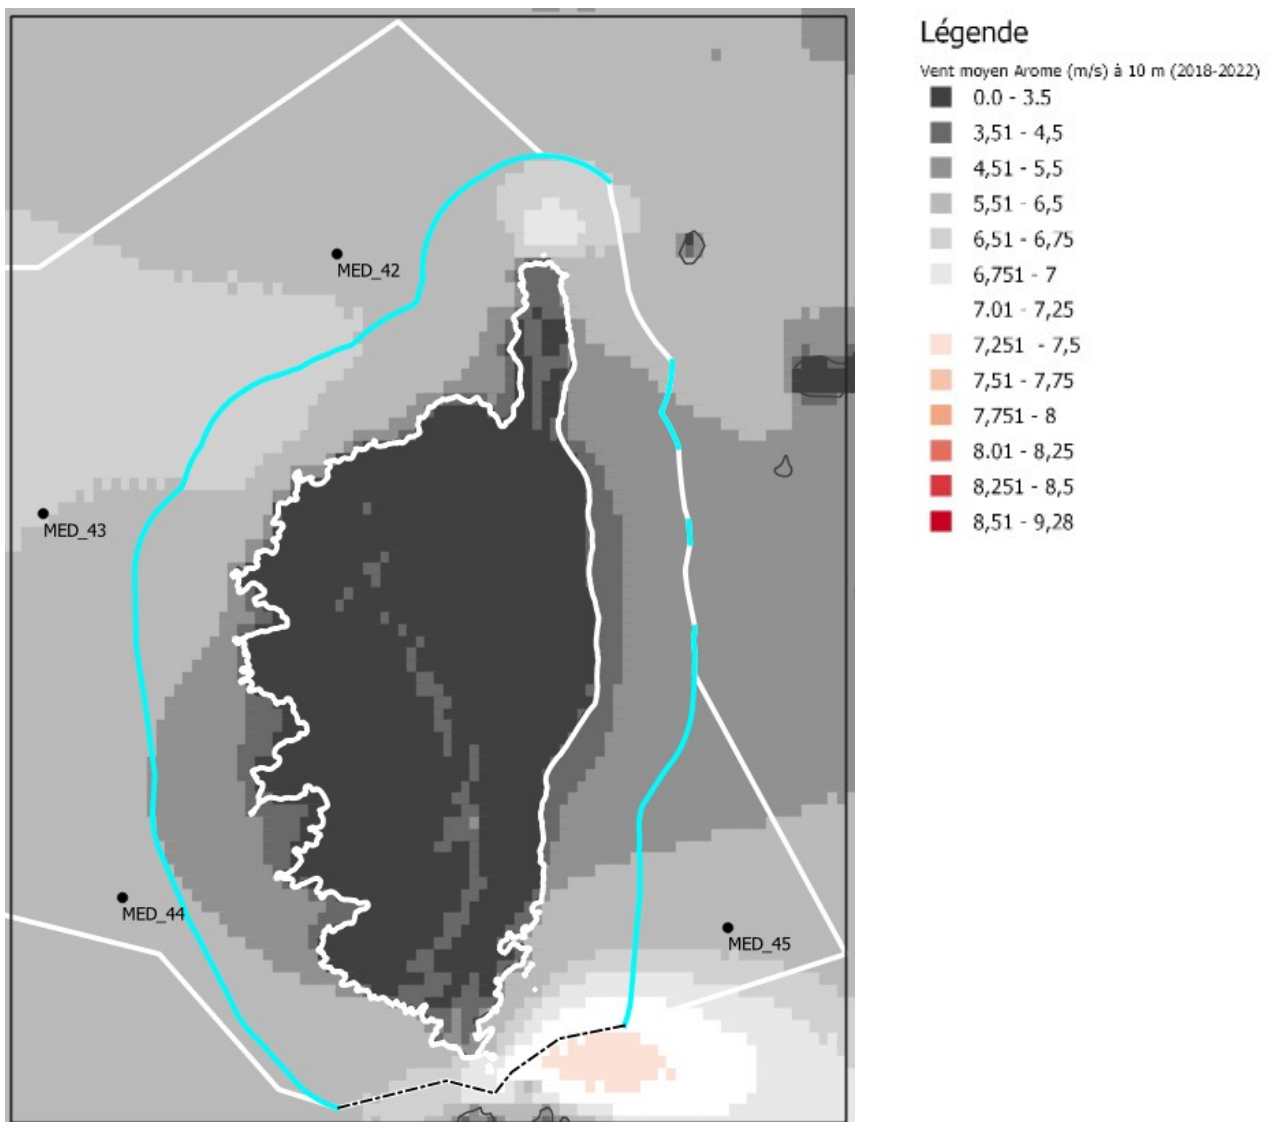 Légende
Vent moyen Arome (m/s) à 10 m (2018-2022)
0.0 - 3.5
3,51 - 4,5
4,51 - 5,5
5,51 - 6,5
6,51 - 6,75
6,751 - 7
7.01 - 7,25
7,251 - 7,5
7,51 - 7,75
7,751 - 8
8.01 - 8,25
8,251 - 8,5
8,51 - 9,28
MED_42
MED_43
MED_44
MED_45